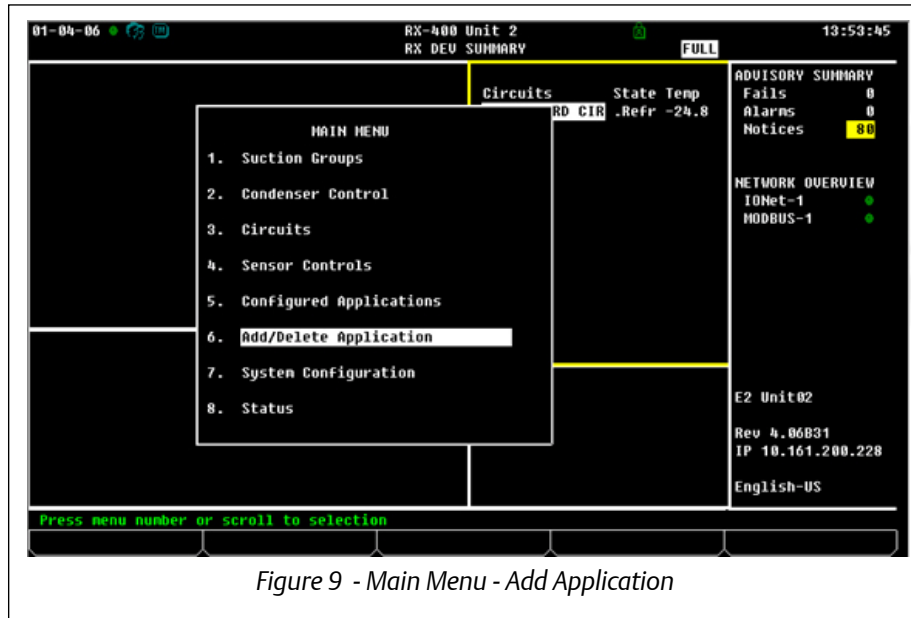 01-04-06 RX-400 Unit 2 13:53:45
RX DEV SUMMARY FULL
Circuits State Temp
RD CIR .Refr -24.8
MAIN MENU
1. Suction Groups
2. Condenser Control
3. Circuits
4. Sensor Controls
5. Configured Applications
6. Add/Delete Application
7. System Configuration
8. Status
ADVISORY SUMMARY
Fails 0
Alarms 0
Notices 80
NETWORK OVERVIEW
IONet-1
MODBUS-1
E2 Unit02
Rev 4.06B31
IP 10.161.200.228
English-US
Press menu number or scroll to selection
Figure 9 - Main Menu - Add Application